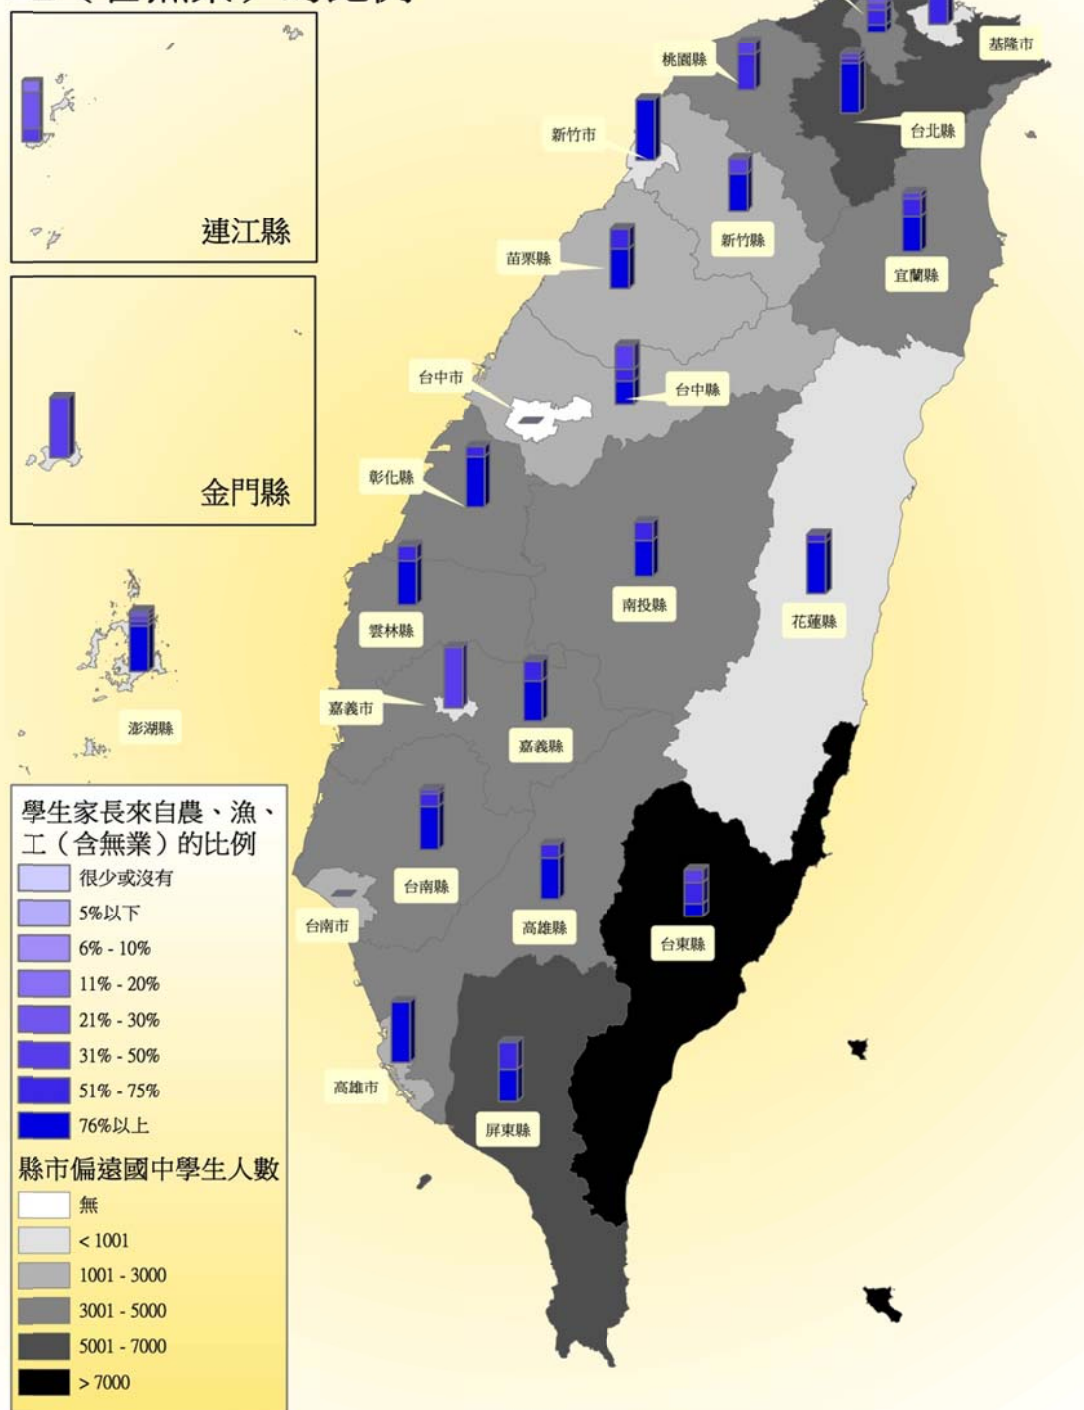 基隆市
桃園縣
台北縣
新竹市
新竹縣
連江縣
苗栗縣
宜蘭縣
台中市
台中縣
彰化縣
金門縣
南投縣
花蓮縣
雲林縣
嘉義市
澎湖縣
嘉義縣
學生家長來自農、漁、
工（含無業）的比例
很少或沒有
5%以下
6% - 10%
11% - 20%
21% - 30%
31% - 50%
51% - 75%
76%以上
台南縣
台南市
高雄縣
台東縣
高雄市
屏東縣
縣市偏遠國中學生人數
無
< 1001
1001 - 3000
3001 - 5000
5001 - 7000
> 7000